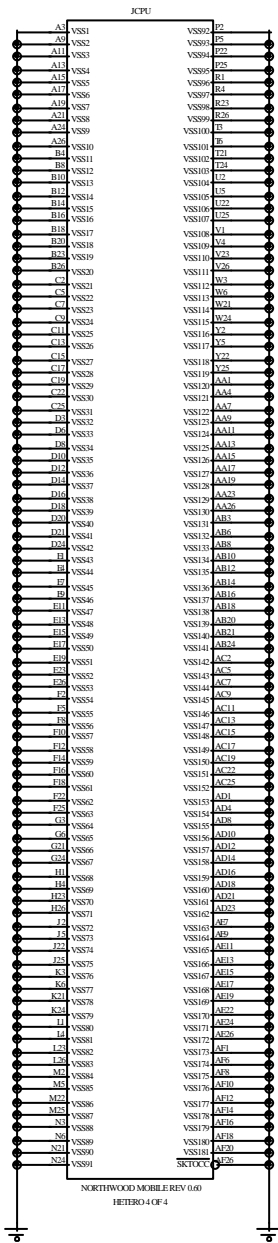 JCPU
A3 VSS1 VSS92 P2
A9 VSS2 VSS93 P5
A11 VSS3 VSS94 P22
A13 VSS4 VSS95 P25
A15 VSS5 VSS96 R1
A17 VSS6 VSS97 R4
A19 VSS7 VSS98 R23
A21 VSS8 VSS99 R26
A24 VSS9 VSS100 T3
A26 VSS10 VSS101 T6
B4 VSS11 VSS102 T21
B8 VSS12 VSS103 T24
B10 VSS13 VSS104 U2
B12 VSS14 VSS105 U5
B14 VSS15 VSS106 U22
B16 VSS16 VSS107 U25
B18 VSS17 VSS108 V1
B20 VSS18 VSS109 V4
B23 VSS19 VSS110 V23
B26 VSS20 VSS111 V26
C2 VSS21 VSS112 W3
C5 VSS22 VSS113 W6
C7 VSS23 VSS114 W21
C9 VSS24 VSS115 W24
C11 VSS25 VSS116 Y2
C13 VSS26 VSS117 Y5
C15 VSS27 VSS118 Y22
C17 VSS28 VSS119 Y25
C19 VSS29 VSS120 AA1
C22 VSS30 VSS121 AA4
C25 VSS31 VSS122 AA7
D3 VSS32 VSS123 AA9
D6 VSS33 VSS124 AA11
D8 VSS34 VSS125 AA13
D10 VSS35 VSS126 AA15
D12 VSS36 VSS127 AA17
D14 VSS37 VSS128 AA19
D16 VSS38 VSS129 AA23
D18 VSS39 VSS130 AA26
D20 VSS40 VSS131 AB3
D21 VSS41 VSS132 AB6
D24 VSS42 VSS133 AB8
E1 VSS43 VSS134 AB10
E4 VSS44 VSS135 AB12
E7 VSS45 VSS136 AB14
E9 VSS46 VSS137 AB16
E11 VSS47 VSS138 AB18
E13 VSS48 VSS139 AB20
E15 VSS49 VSS140 AB21
E17 VSS50 VSS141 AB24
E19 VSS51 VSS142 AC2
E23 VSS52 VSS143 AC5
E26 VSS53 VSS144 AC7
F2 VSS54 VSS145 AC9
F5 VSS55 VSS146 AC11
F8 VSS56 VSS147 AC13
F10 VSS57 VSS148 AC15
F12 VSS58 VSS149 AC17
F14 VSS59 VSS150 AC19
F16 VSS60 VSS151 AC22
F18 VSS61 VSS152 AC25
F22 VSS62 VSS153 AD1
F25 VSS63 VSS154 AD4
G3 VSS64 VSS155 AD8
G6 VSS65 VSS156 AD10
G21 VSS66 VSS157 AD12
G24 VSS67 VSS158 AD14
H1 VSS68 VSS159 AD16
H4 VSS69 VSS160 AD18
H23 VSS70 VSS161 AD21
H26 VSS71 VSS162 AD23
J2 VSS72 VSS163 AE7
J5 VSS73 VSS164 AE9
J22 VSS74 VSS165 AE11
J25 VSS75 VSS166 AE13
K3 VSS76 VSS167 AE15
K6 VSS77 VSS168 AE17
K21 VSS78 VSS169 AE19
K24 VSS79 VSS170 AE22
L1 VSS80 VSS171 AE24
L4 VSS81 VSS172 AE26
L23 VSS82 VSS173 AF1
L26 VSS83 VSS174 AF6
M2 VSS84 VSS175 AF8
M5 VSS85 VSS176 AF10
M22 VSS86 VSS177 AF12
M25 VSS87 VSS178 AF14
N3 VSS88 VSS179 AF16
N6 VSS89 VSS180 AF18
N21 VSS90 VSS181 AF20
N24 VSS91 SKTOCC AF26
NORTHWOOD MOBILE REV 0.60
HETERO 4 OF 4